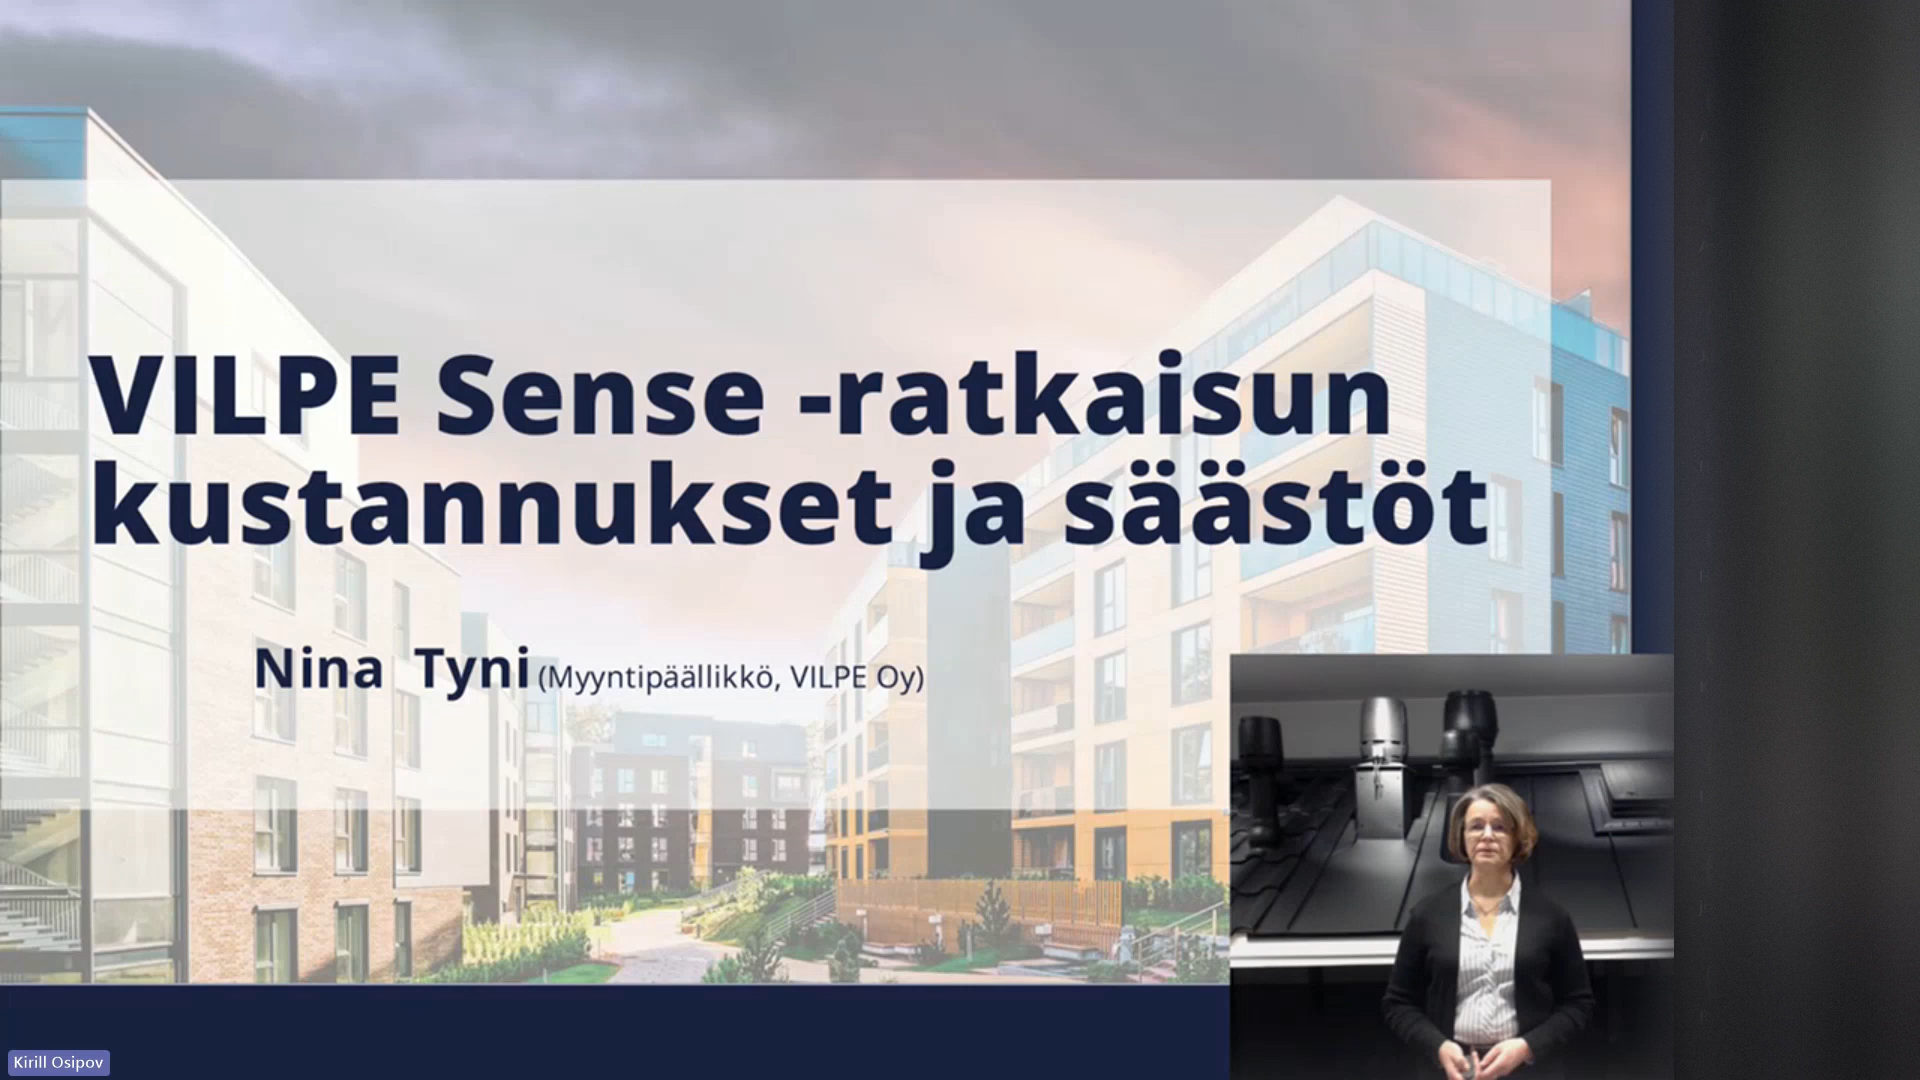 VILPE Sense -ratkaisun
kustannukset ja säästöt
Nina Tyni (Myyntipäällikkö, VILPE Oy)
Kirill Osipov